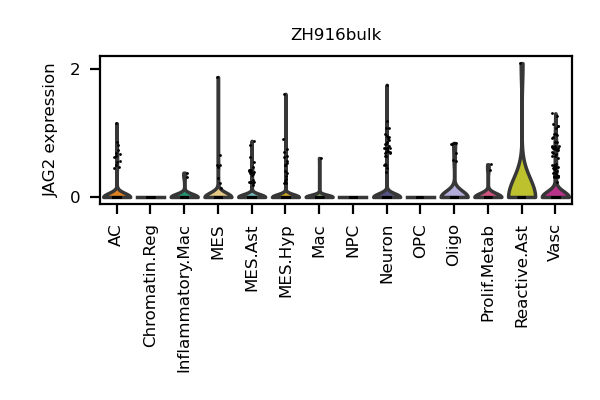 ZH916bulk
JAG2 expression
2
0
AC
Chromatin.Reg
Inflammatory.Mac
MES
MES.Ast
MES.Hyp
Mac
NPC
Neuron
OPC
Oligo
Prolif.Metab
Reactive.Ast
Vasc